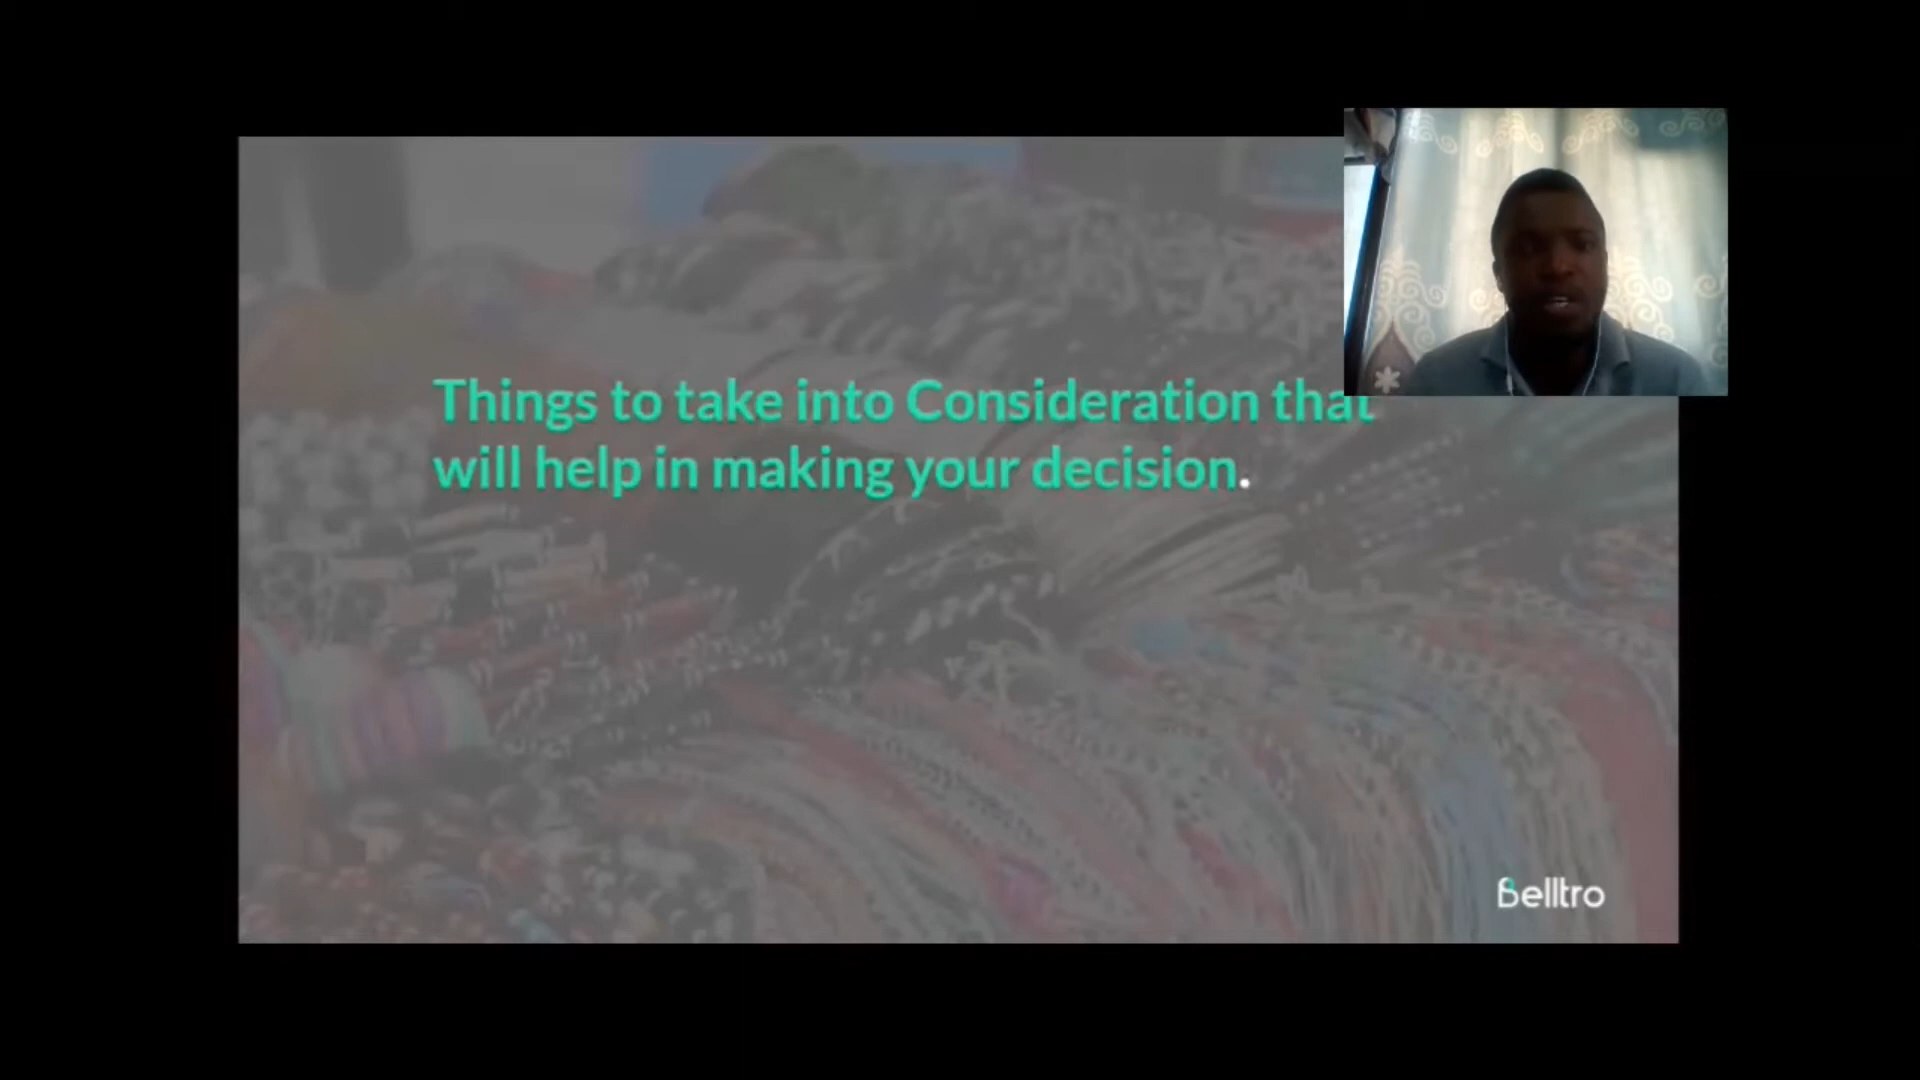 Things to take into Consideration that
will help in making your decision.
Belltro